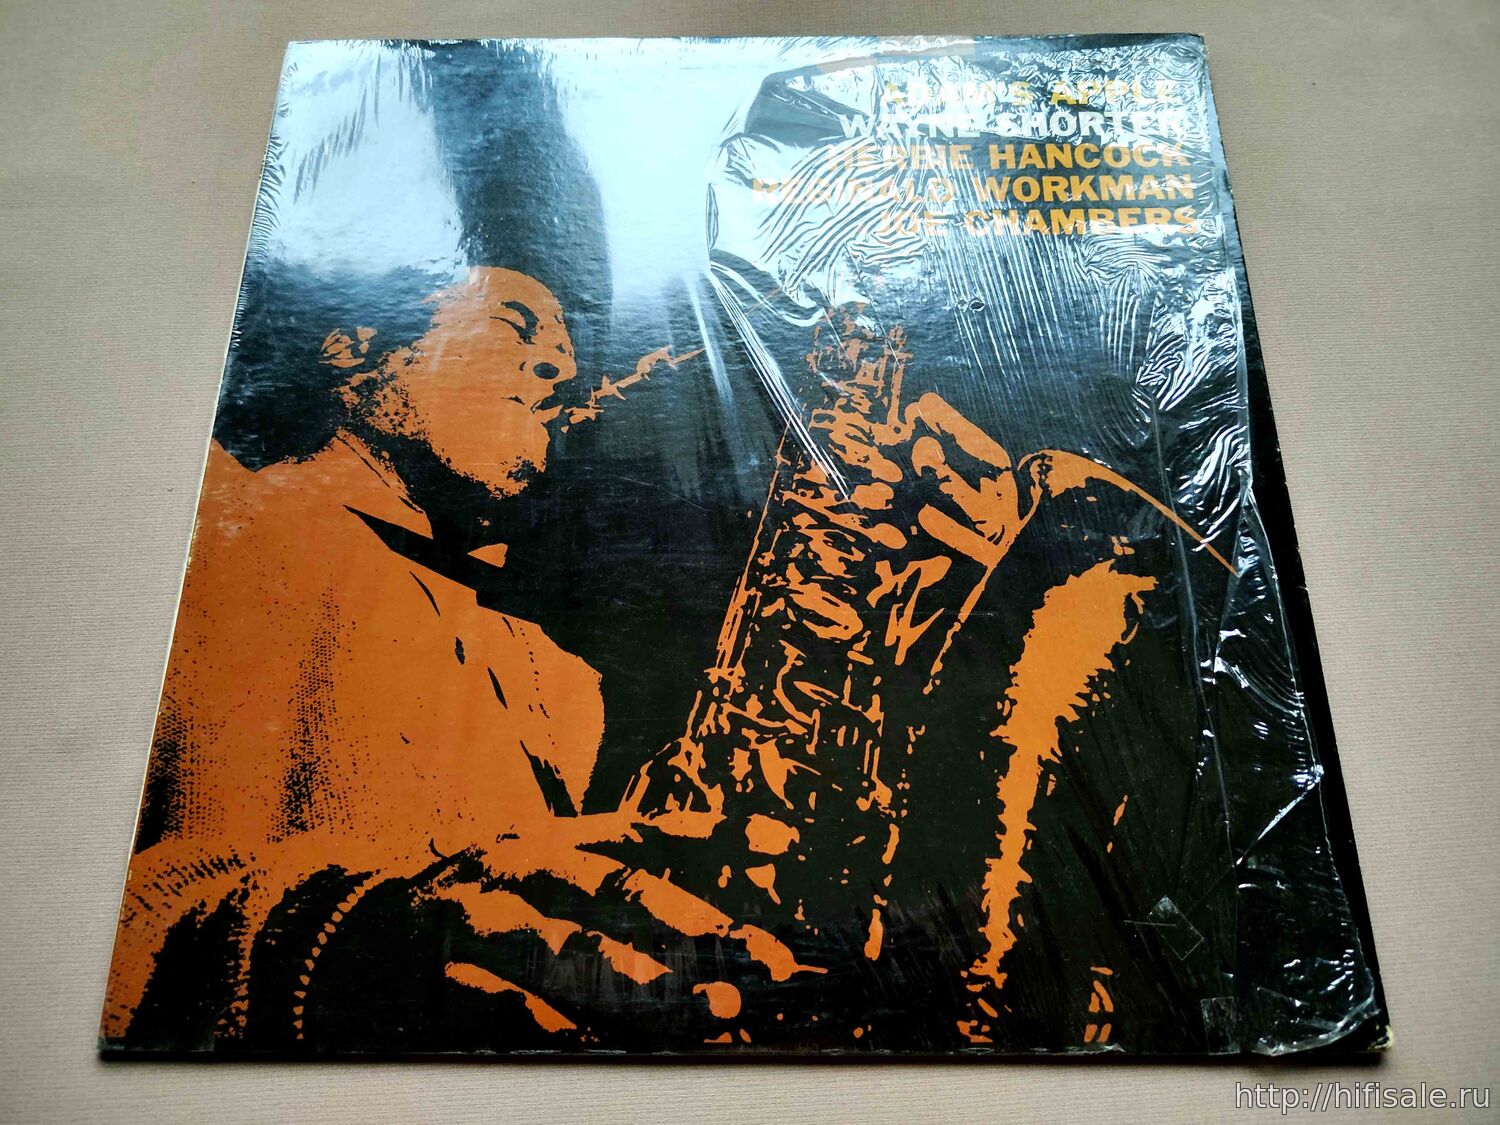 ADAM'S APPLE
WAYNE SHORTER
HERBIE HANCOCK
REGINALD WORKMAN
JOE CHAMBERS
http://hifisale.ru